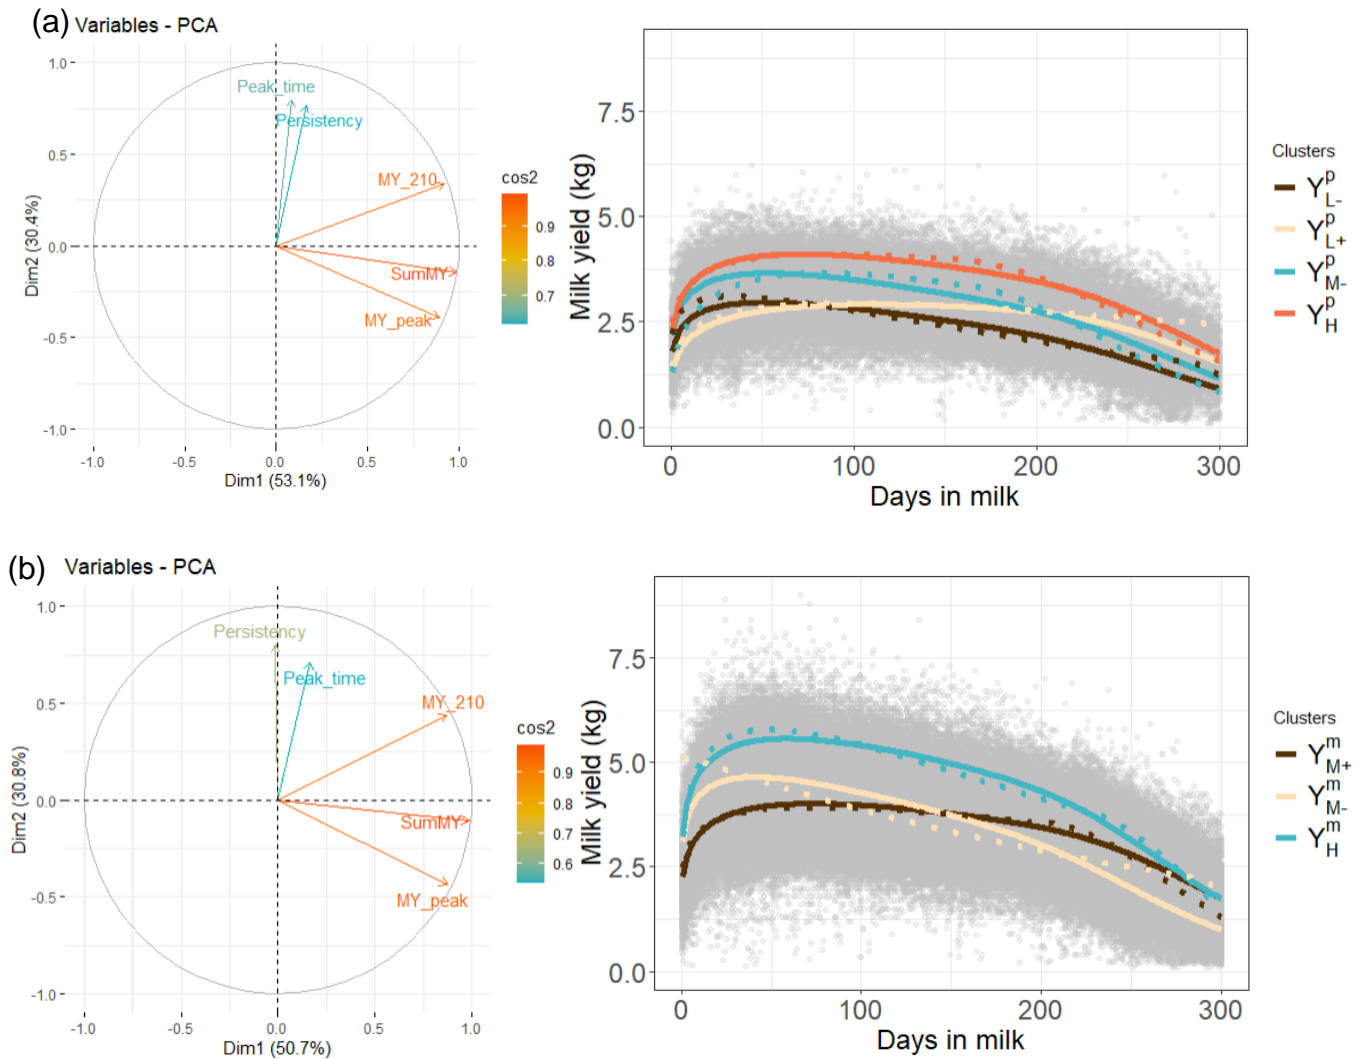 (a) Variables - PCA
1.0
0.5
0.0
-0.5
-1.0
Dim2 (30.4%)
Peak_time
Persistency
MY_210
SumMY
MY_peak
-1.0 -0.5 0.0 0.5 1.0
Dim1 (53.1%)
cos2
0.9
0.8
0.7
Milk yield (kg)
7.5
5.0
2.5
0.0
0 100 200 300
Days in milk
Clusters
Y^p_L-
Y^p_L+
Y^p_M-
Y^p_H
(b) Variables - PCA
1.0
0.5
0.0
-0.5
-1.0
Dim2 (30.8%)
Persistency
Peak_time
MY_210
SumMY
MY_peak
-1.0 -0.5 0.0 0.5 1.0
Dim1 (50.7%)
cos2
0.9
0.8
0.7
0.6
Milk yield (kg)
7.5
5.0
2.5
0.0
0 100 200 300
Days in milk
Clusters
Y^m_M+
Y^m_M-
Y^m_H